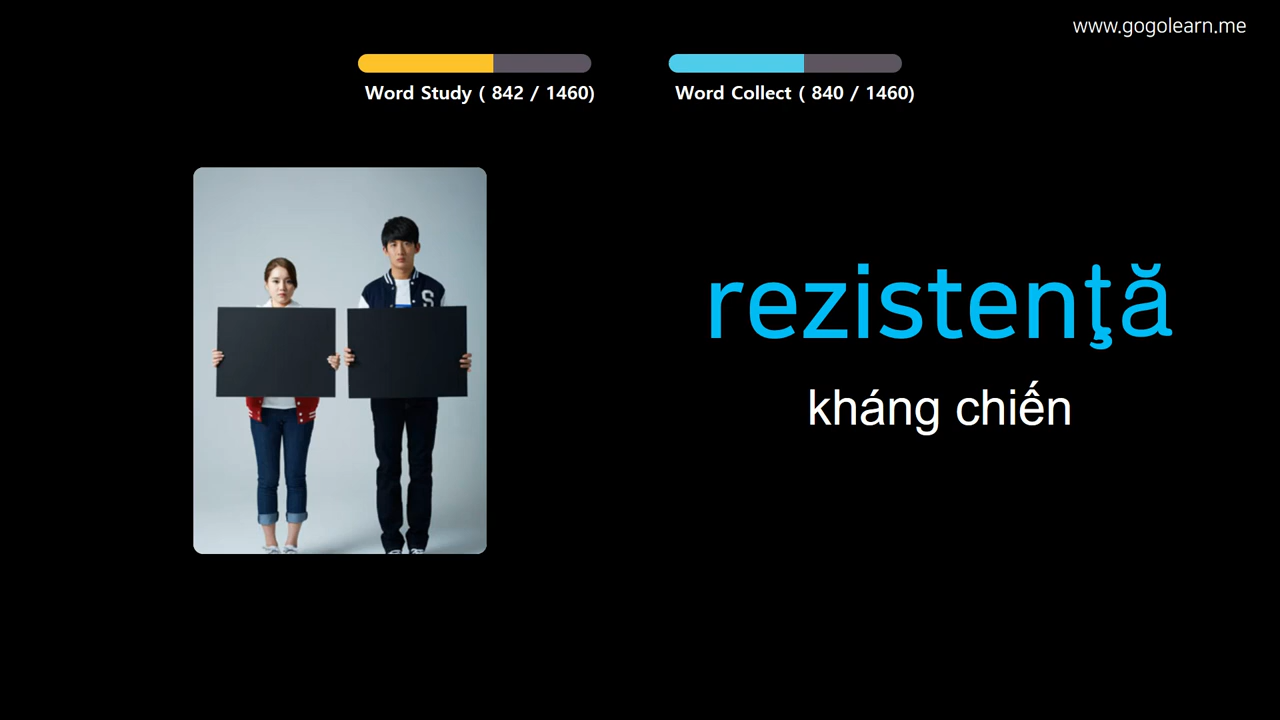 www.gogolearn.me
Word Study ( 842 / 1460)
Word Collect ( 840 / 1460)
S
rezistenţă
kháng chiến